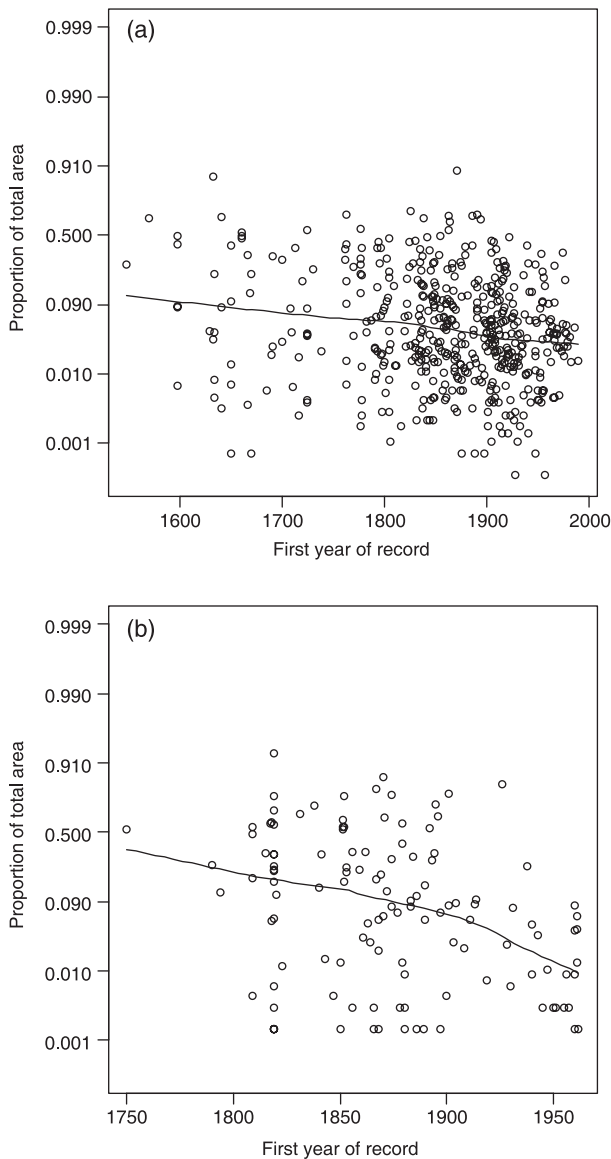 (a)
0.999
0.990
0.910
0.500
0.090
0.010
0.001
Proportion of total area
1600 1700 1800 1900 2000
First year of record
(b)
0.999
0.990
0.910
0.500
0.090
0.010
0.001
Proportion of total area
1750 1800 1850 1900 1950
First year of record